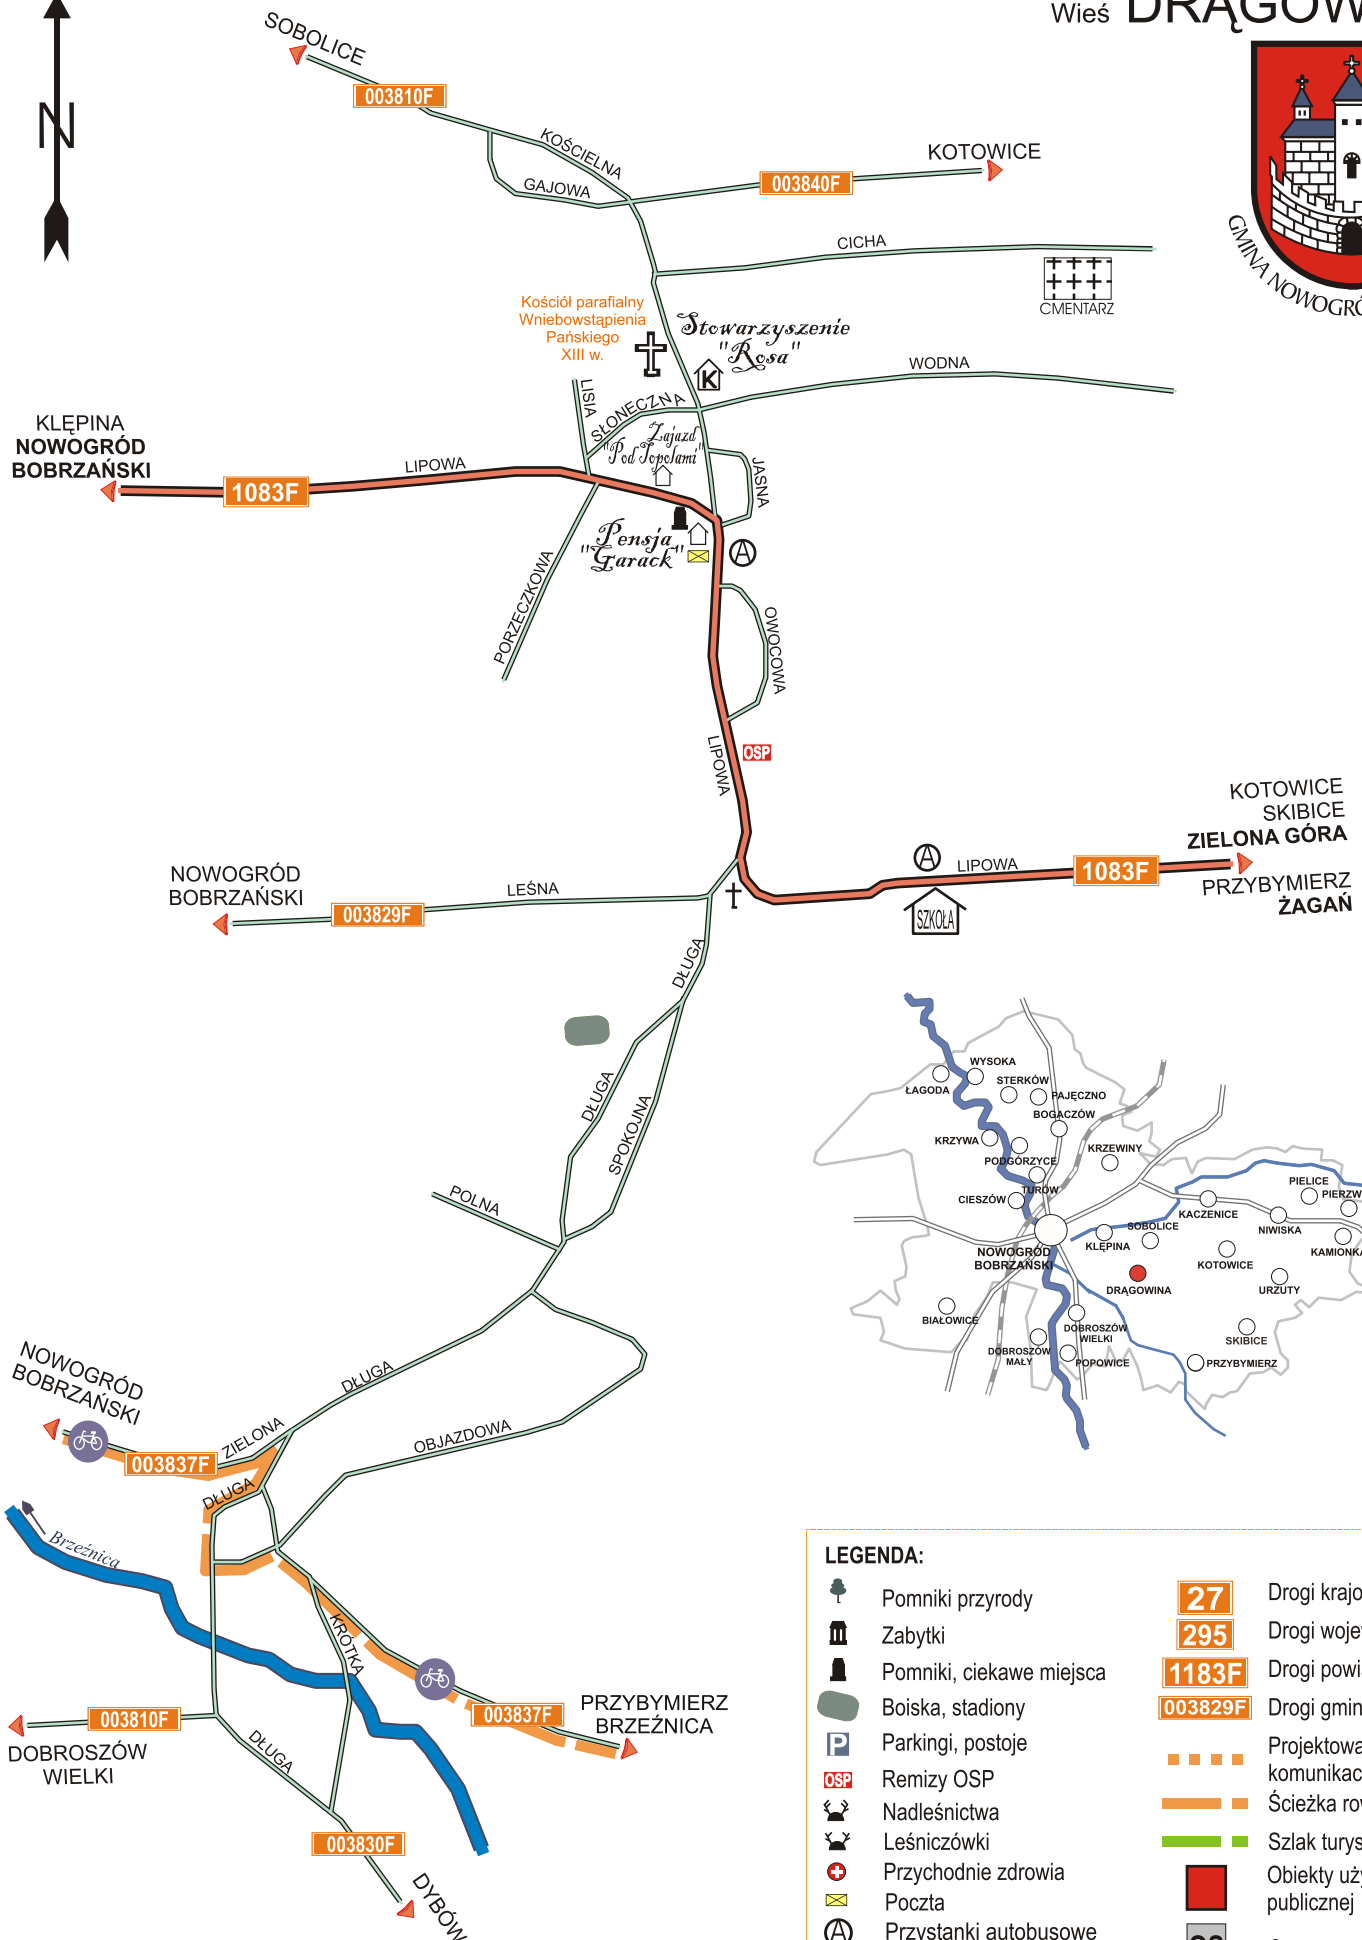 Wieś DRĄGOW
N
SOBOLICE
003810F
KOŚCIELNA
GAJOWA
KOTOWICE
003840F
CICHA
CMENTARZ
GMINA NOWOGRÓ
Kościół parafialny
Wniebowstąpienia
Pańskiego
XIII w.
Stowarzyszenie
"Rosa"
K
WODNA
LISIA
SŁONECZNA
Zajazd
"Pod Topolami"
JASNA
KLĘPINA
NOWOGRÓD
BOBRZAŃSKI
LIPOWA
1083F
Pensja
"Garack"
A
PORZECZKOWA
OWOCOWA
LIPOWA
OSP
KOTOWICE
SKIBICE
ZIELONA GÓRA
PRZYBYMIERZ
ŻAGAŃ
A
LIPOWA
1083F
SZKOŁA
NOWOGRÓD
BOBRZAŃSKI
LEŚNA
003829F
DŁUGA
DŁUGA
SPOKOJNA
POLNA
DŁUGA
OBJAZDOWA
NOWOGRÓD
BOBRZAŃSKI
ZIELONA
003837F
DŁUGA
Brzeźnica
KRÓTKA
003837F
PRZYBYMIERZ
BRZEŹNICA
003810F
DOBROSZÓW
WIELKI
DŁUGA
003830F
DYBÓW
WYSOKA
ŁAGODA
STERKÓW
PAJĘCZNO
BOGACZÓW
KRZYWA
PODGÓRZYCE
KRZEWINY
TURÓW
CIESZÓW
PIELICE
PIERZW
KACZENICE
SOBOLICE
NIWISKA
KLĘPINA
KAMIONKA
NOWOGRÓD
BOBRZAŃSKI
KOTOWICE
DRĄGOWINA
URZUTY
BIAŁOWICE
DOBROSZÓW
WIELKI
SKIBICE
DOBROSZÓW
MAŁY
POPOWICE
PRZYBYMIERZ
LEGENDA:
Pomniki przyrody
Zabytki
Pomniki, ciekawe miejsca
Boiska, stadiony
P Parkingi, postoje
OSP Remizy OSP
Nadleśnictwa
Leśniczówki
Przychodnie zdrowia
Poczta
A Przystanki autobusowe
27 Drogi krajo
295 Drogi woje
1183F Drogi powi
003829F Drogi gmin
Projektowa
komunikac
Ścieżka ro
Szlak turys
Obiekty uży
publicznej